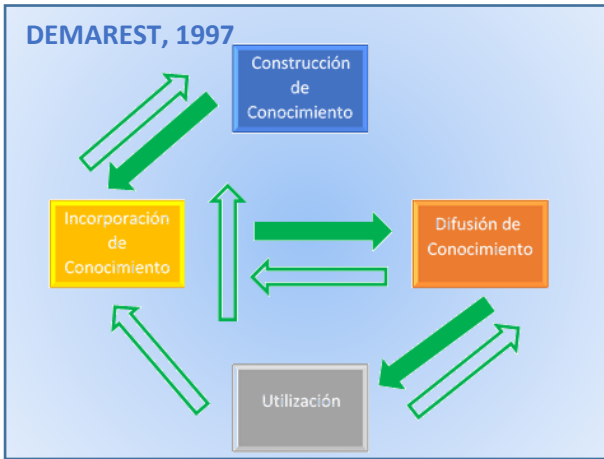 DEMAREST, 1997
Construcción
de
Conocimiento
Incorporación
de
Conocimiento
Difusión de
Conocimiento
Utilización